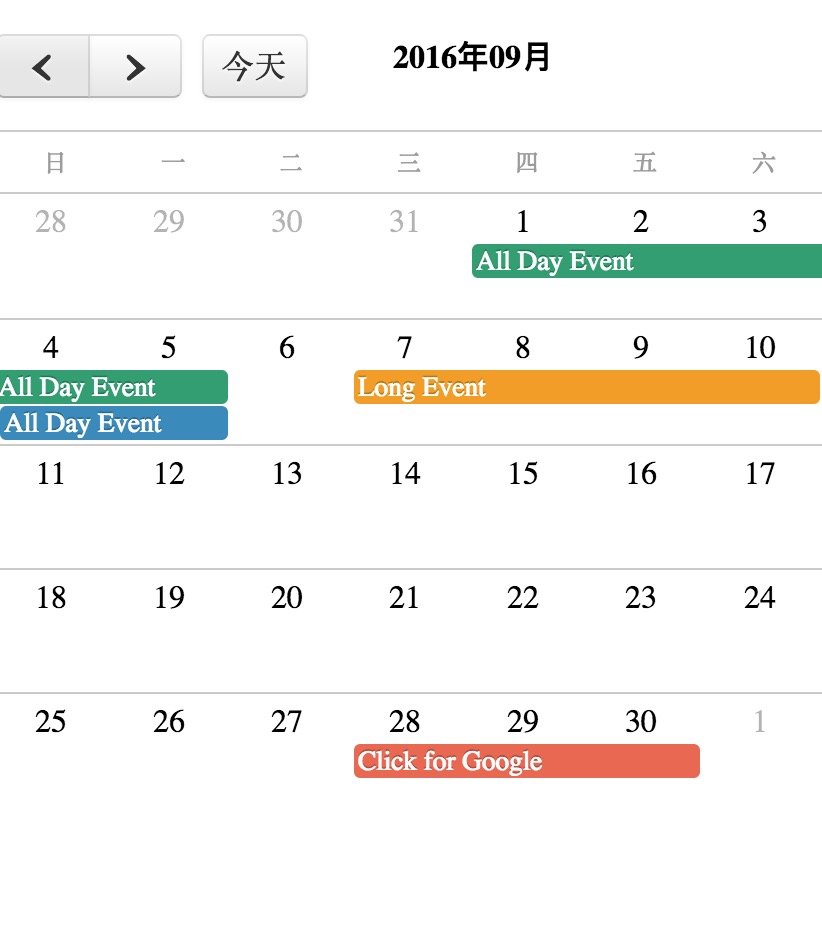 今天 2016年09月
日 一 二 三 四 五 六
28 29 30 31 1 2 3
All Day Event
4 5 6 7 8 9 10
All Day Event Long Event
All Day Event
11 12 13 14 15 16 17
18 19 20 21 22 23 24
25 26 27 28 29 30 1
Click for Google